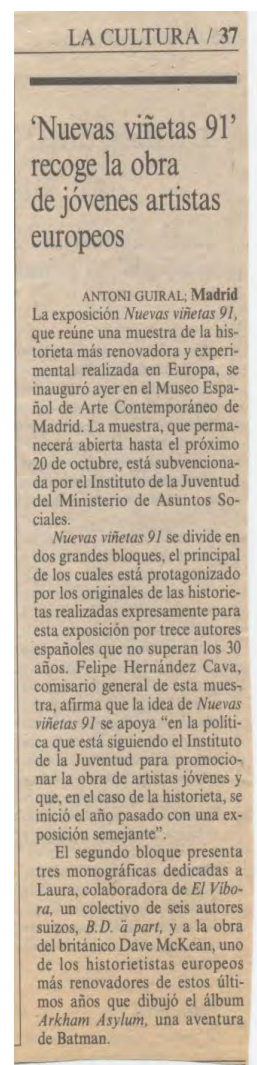 LA CULTURA / 37
‘Nuevas viñetas 91’
recoge la obra
de jóvenes artistas
europeos
ANTONI GUIRAL; Madrid
La exposición Nuevas viñetas 91,
que reúne una muestra de la his-
torieta más renovadora y experi-
mental realizada en Europa, se
inauguró ayer en el Museo Espa-
ñol de Arte Contemporáneo de
Madrid. La muestra, que perma-
necerá abierta hasta el próximo
20 de octubre, está subvenciona-
da por el Instituto de la Juventud
del Ministerio de Asuntos So-
ciales.
Nuevas viñetas 91 se divide en
dos grandes bloques, el principal
de los cuales está protagonizado
por los originales de las historie-
tas realizadas expresamente para
esta exposición por trece autores
españoles que no superan los 30
años. Felipe Hernández Cava,
comisario general de esta mues-
tra, afirma que la idea de Nuevas
viñetas 91 se apoya “en la políti-
ca que está siguiendo el Instituto
de la Juventud para promocio-
nar la obra de artistas jóvenes y
que, en el caso de la historieta, se
inició el año pasado con una ex-
posición semejante”.
El segundo bloque presenta
tres monográficas dedicadas a
Laura, colaboradora de El Víbo-
ra, un colectivo de seis autores
suizos, B.D. à part, y a la obra
del británico Dave McKean, uno
de los historietistas europeos
más renovadores de estos últi-
mos años que dibujó el álbum
Arkham Asylum, una aventura
de Batman.